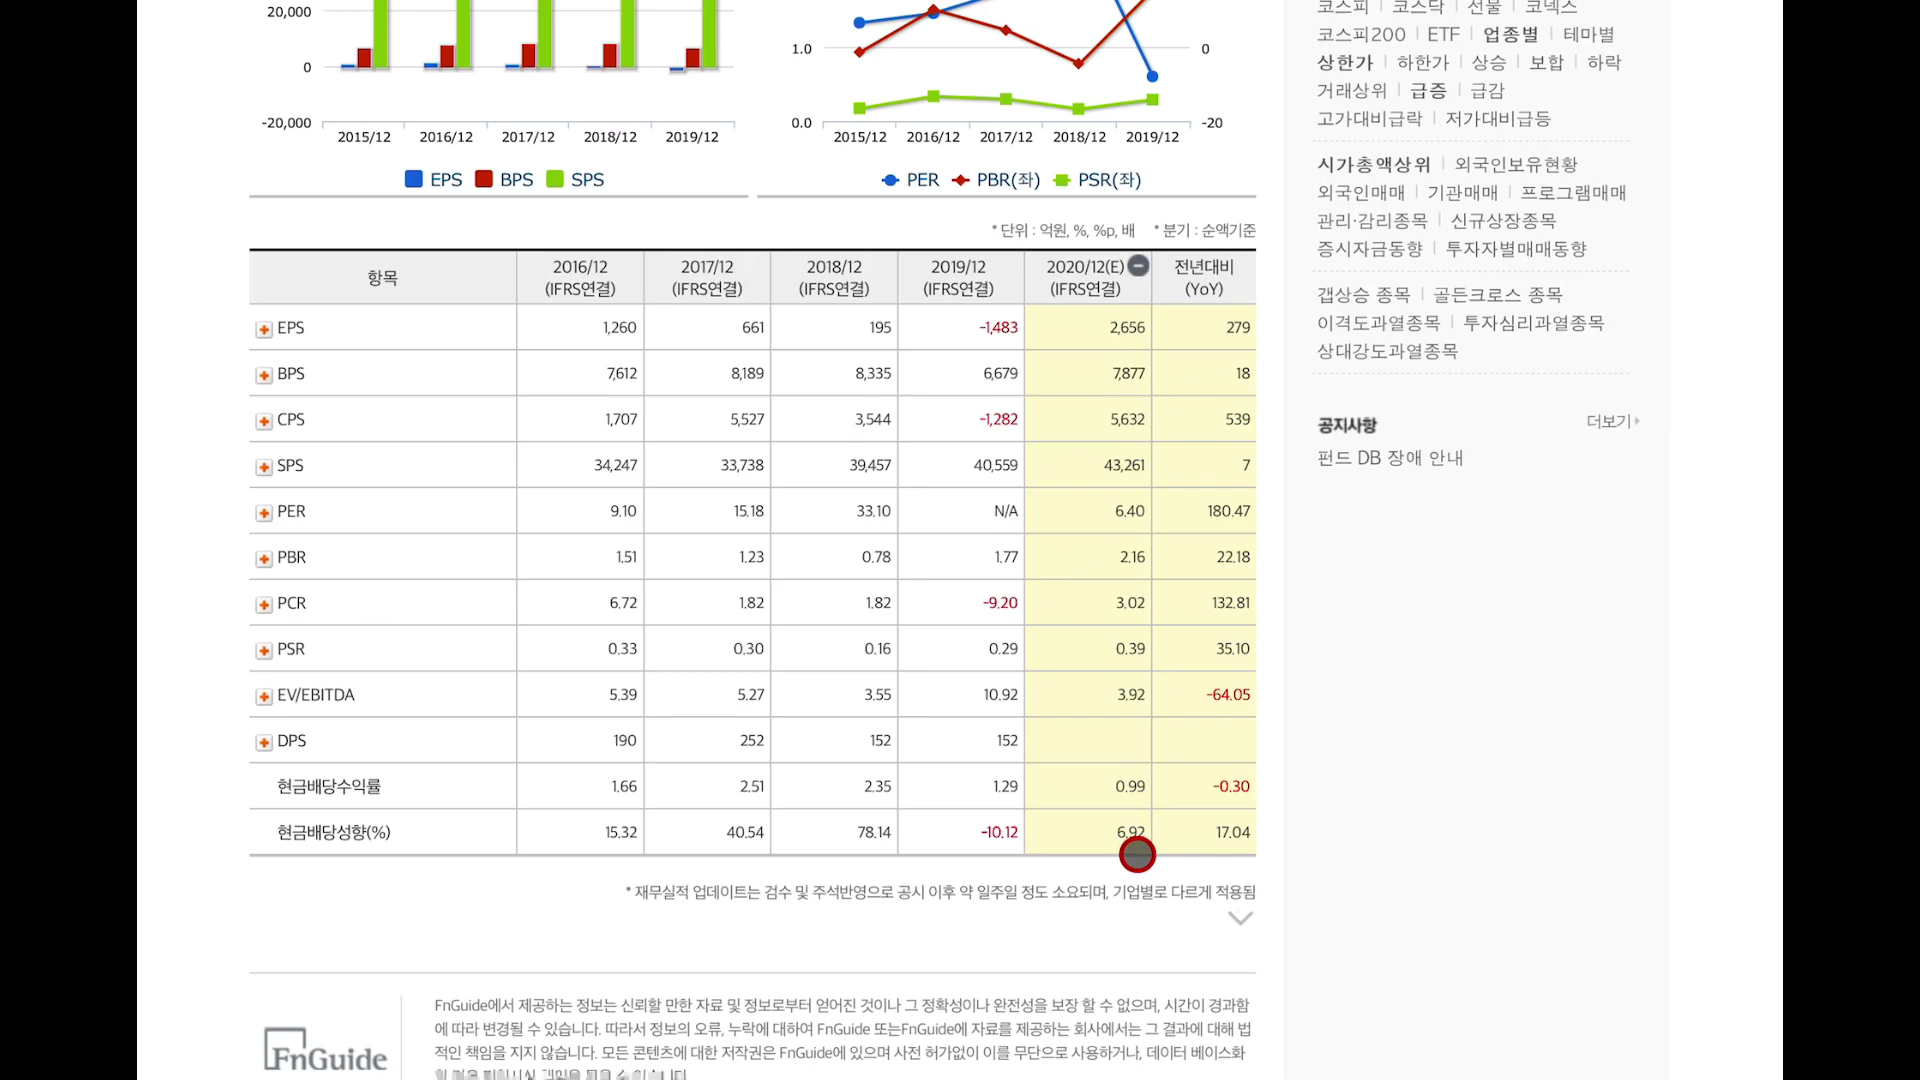 20,000
0
-20,000
2015/12 2016/12 2017/12 2018/12 2019/12
EPS BPS SPS
1.0
0.0
0
-20
2015/12 2016/12 2017/12 2018/12 2019/12
PER PBR(좌) PSR(좌)
* 단위 : 억원, %, %p, 배 * 분기 : 순액기준
항목 2016/12 (IFRS연결) 2017/12 (IFRS연결) 2018/12 (IFRS연결) 2019/12 (IFRS연결) 2020/12(E) (IFRS연결) 전년대비 (YoY)
EPS 1,260 661 195 -1,483 2,656 279
BPS 7,612 8,189 8,335 6,679 7,877 18
CPS 1,707 5,527 3,544 -1,282 5,632 539
SPS 34,247 33,738 39,457 40,559 43,261 7
PER 9.10 15.18 33.10 N/A 6.40 180.47
PBR 1.51 1.23 0.78 1.77 2.16 22.18
PCR 6.72 1.82 1.82 -9.20 3.02 132.81
PSR 0.33 0.30 0.16 0.29 0.39 35.10
EV/EBITDA 5.39 5.27 3.55 10.92 3.92 -64.05
DPS 190 252 152 152
현금배당수익률 1.66 2.51 2.35 1.29 0.99 -0.30
현금배당성향(%) 15.32 40.54 78.14 -10.12 6.92 17.04
* 재무실적 업데이트는 검수 및 주석반영으로 공시 이후 약 일주일 정도 소요되며, 기업별로 다르게 적용됨
FnGuide
FnGuide에서 제공하는 정보는 신뢰할 만한 자료 및 정보로부터 얻어진 것이나 그 정확성이나 완전성을 보장 할 수 없으며, 시간이 경과함
에 따라 변경될 수 있습니다. 따라서 정보의 오류, 누락에 대하여 FnGuide 또는FnGuide에 자료를 제공하는 회사에서는 그 결과에 대해 법
적인 책임을 지지 않습니다. 모든 콘텐츠에 대한 저작권은 FnGuide에 있으며 사전 허가없이 이를 무단으로 사용하거나, 데이터 베이스화
코스피 코스닥 선물 코넥스
코스피200 ETF 업종별 테마별
상한가 하한가 상승 보합 하락
거래상위 급증 급감
고가대비급락 저가대비급등
시가총액상위 외국인보유현황
외국인매매 기관매매 프로그램매매
관리·감리종목 신규상장종목
증시자금동향 투자자별매매동향
갭상승 종목 골든크로스 종목
이격도과열종목 투자심리과열종목
상대강도과열종목
공지사항 더보기
펀드 DB 장애 안내